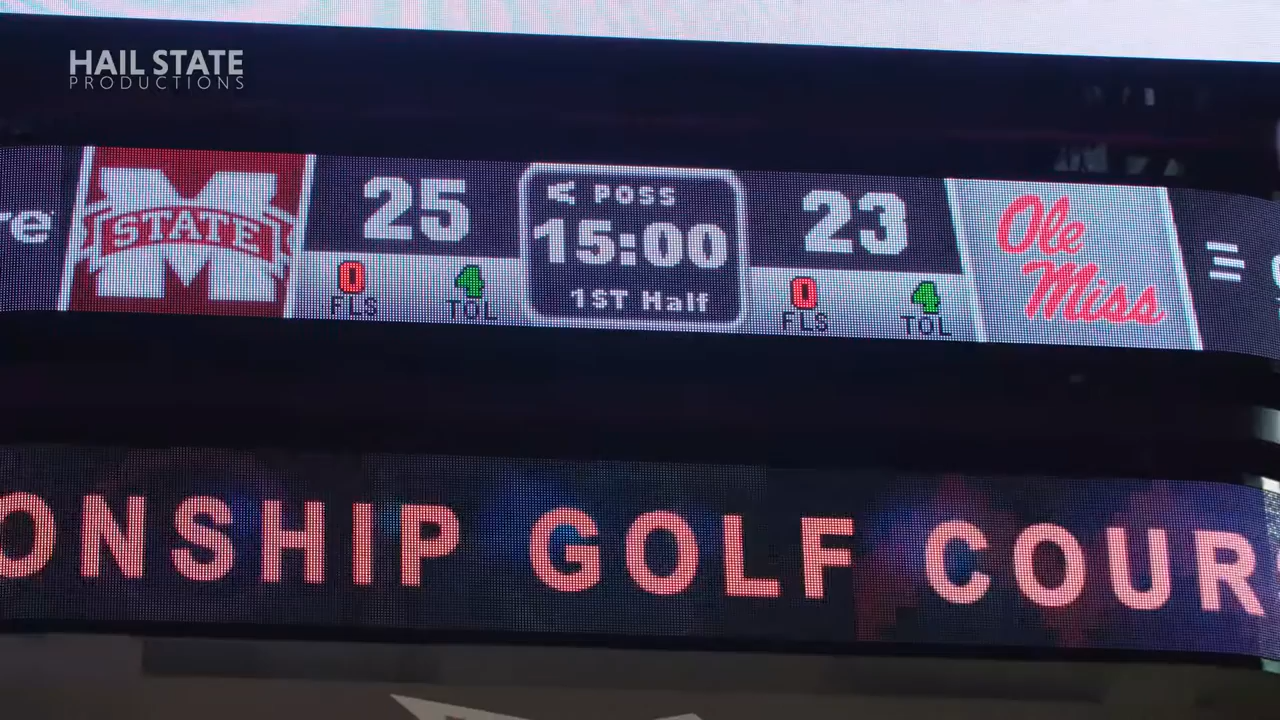 HAIL STATE
PRODUCTIONS
re
M
STATE
25
0
FLS
4
TOL
< POSS
15:00
1ST Half
23
0
FLS
4
TOL
Ole
Miss
=
ONSHIP GOLF COUR